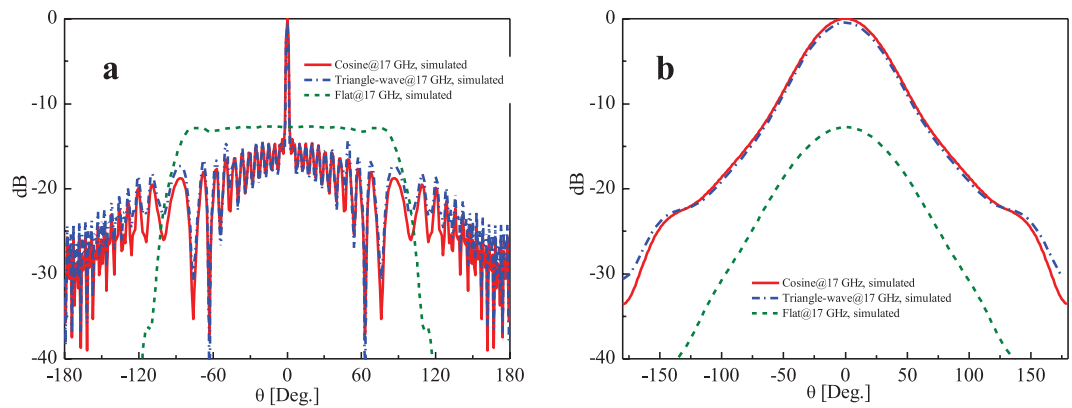 0
-10
-20
-30
-40
dB
a
Cosine@17 GHz, simulated
Triangle-wave@17 GHz, simulated
Flat@17 GHz, simulated
-180 -120 -60 0 60 120 180
θ [Deg.]
0
-10
-20
-30
-40
dB
b
Cosine@17 GHz, simulated
Triangle-wave@17 GHz, simulated
Flat@17 GHz, simulated
-150 -100 -50 0 50 100 150
θ [Deg.]